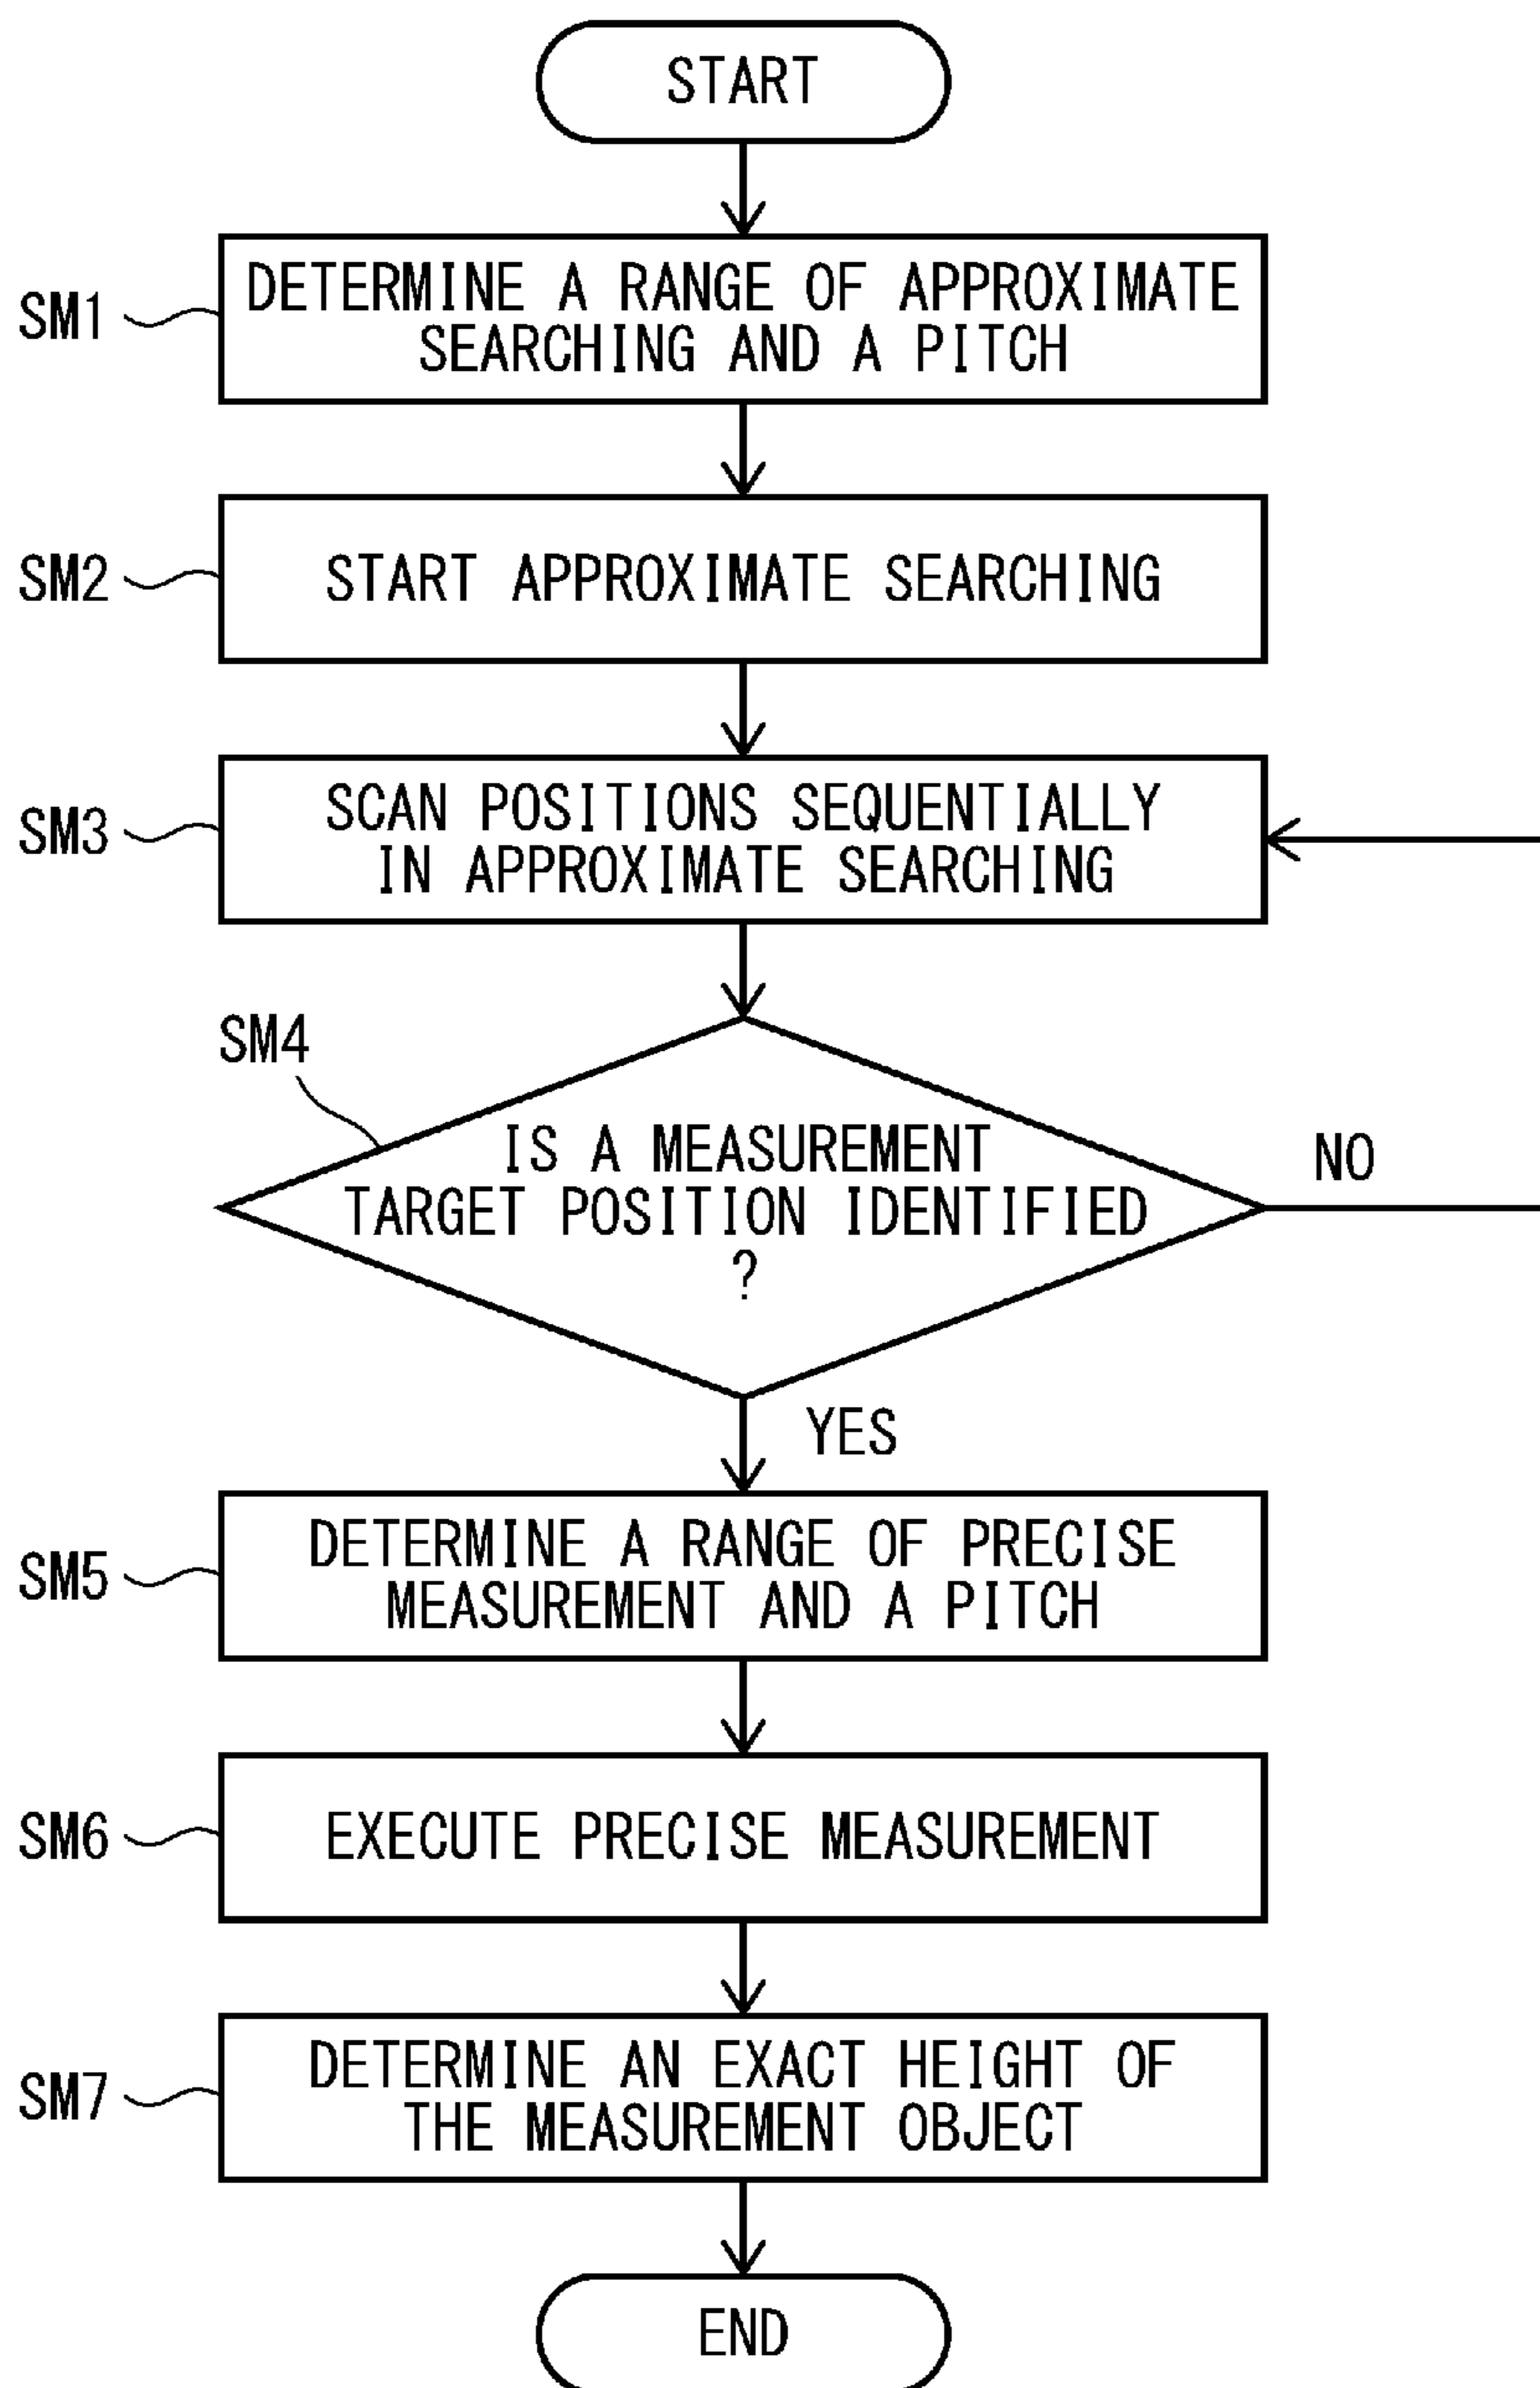 START
SM1
DETERMINE A RANGE OF APPROXIMATE
SEARCHING AND A PITCH
SM2
START APPROXIMATE SEARCHING
SM3
SCAN POSITIONS SEQUENTIALLY
IN APPROXIMATE SEARCHING
SM4
IS A MEASUREMENT
TARGET POSITION IDENTIFIED
?
NO
YES
SM5
DETERMINE A RANGE OF PRECISE
MEASUREMENT AND A PITCH
SM6
EXECUTE PRECISE MEASUREMENT
SM7
DETERMINE AN EXACT HEIGHT OF
THE MEASUREMENT OBJECT
END